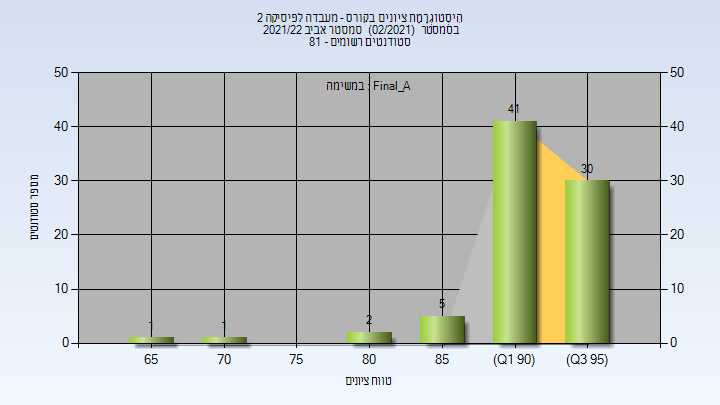 היסטוגרמת ציונים בקורס - מעבדה לפיסיקה 2
בסמסטר (02/2021) סמסטר אביב 2021/22
סטודנטים רשומים - 81
במשימה : Final_A
50
40
30
20
10
0
50
40
30
20
10
0
מספר סטודנטים
1
1
2
5
41
30
65
70
75
80
85
(Q1 90)
(Q3 95)
טווח ציונים